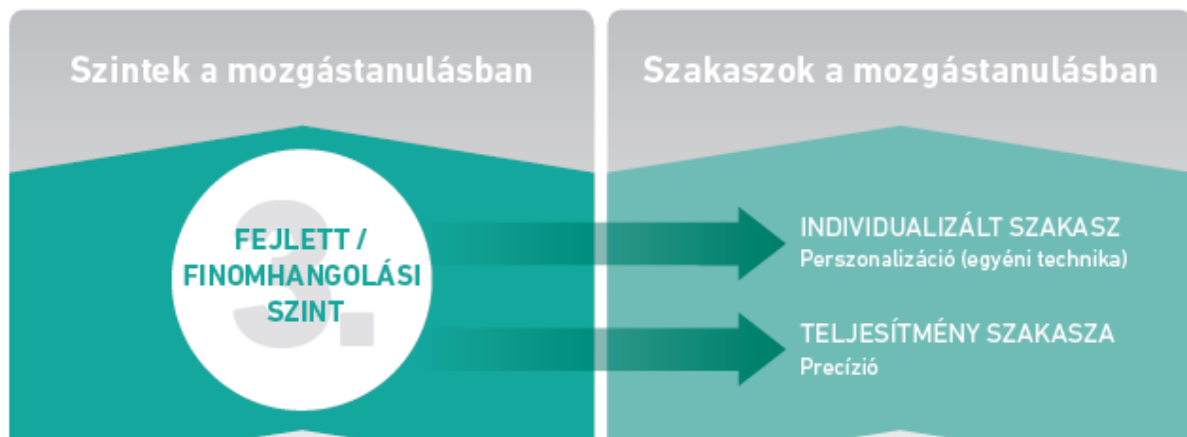 Szintek a mozgástanulásban
Szakaszok a mozgástanulásban
3.
FEJLETT /
FINOMHANGOLÁSI
SZINT
INDIVIDUALIZÁLT SZAKASZ
Perszonalizáció (egyéni technika)
TELJESÍTMÉNY SZAKASZA
Precízió